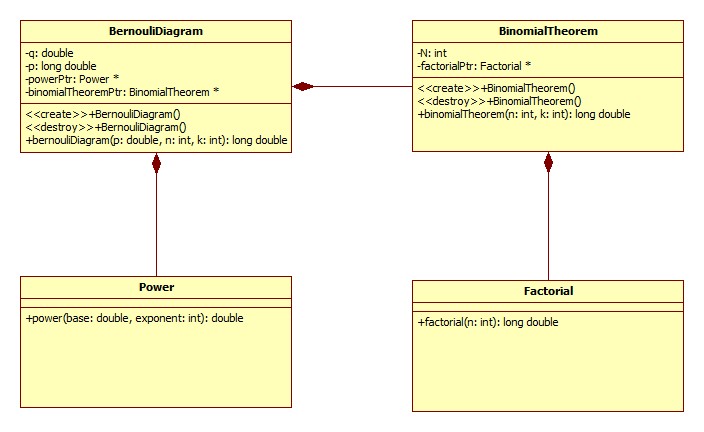 BernouliDiagram
-q: double
-p: long double
-powerPtr: Power *
-binomialTheoremPtr: BinomialTheorem *
<<create>>+BernouliDiagram()
<<destroy>>+BernouliDiagram()
+bernouliDiagram(p: double, n: int, k: int): long double
BinomialTheorem
-N: int
-factorialPtr: Factorial *
<<create>>+BinomialTheorem()
<<destroy>>+BinomialTheorem()
+binomialTheorem(n: int, k: int): long double
Power
+power(base: double, exponent: int): double
Factorial
+factorial(n: int): long double